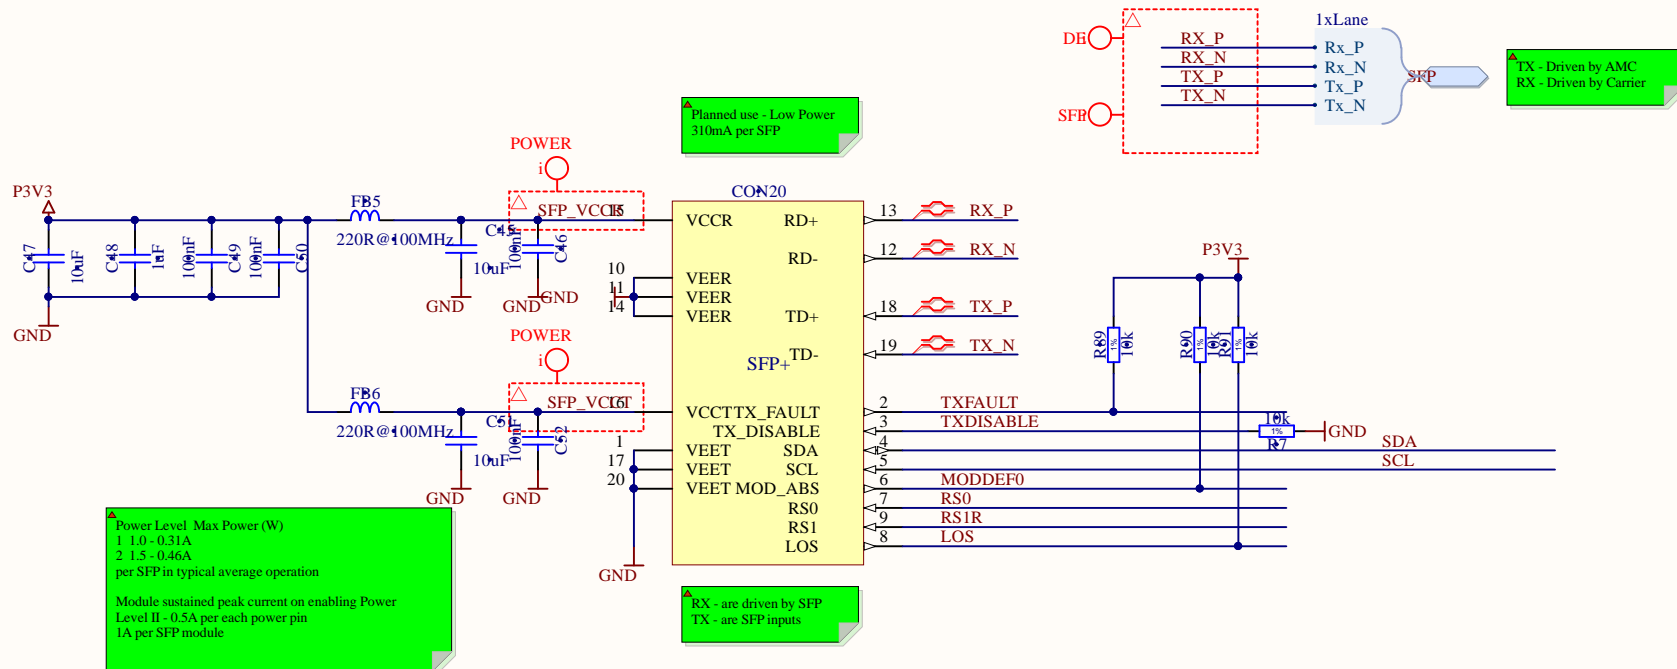 1xLane
DE
RX_P
RX_N
TX_P
TX_N
Rx_P
Rx_N
Tx_P
Tx_N
SFP
SFP
TX - Driven by AMC
RX - Driven by Carrier
Planned use - Low Power
310mA per SFP
POWER
i
P3V3
FB5
220R@100MHz
SFP_VCCR
15
C47
10uF
C48
1uF
100nF
C49
100nF
C50
C45
10uF
100nF
C46
GND
GND
GND
GND
10
11
14
CON20
VCCR
VEER
VEER
VEER
RD+
RD-
TD+
TD-
SFP+
13
RX_P
12
RX_N
18
TX_P
19
TX_N
P3V3
R89
10k
1%
R90
10k
1%
R91
10k
1%
POWER
i
FB6
220R@100MHz
SFP_VCCT
16
C51
10uF
100nF
C52
GND
GND
1
17
20
GND
VCCT
VEET
VEET
VEET
TX_FAULT
TX_DISABLE
SDA
SCL
MOD_ABS
RS0
RS1
LOS
2
TXFAULT
3
TXDISABLE
10k
1%
R7
GND
4
SDA
5
SCL
6
MODDEF0
7
RS0
9
RS1R
8
LOS
Power Level Max Power (W)
1 1.0 - 0.31A
2 1.5 - 0.46A
per SFP in typical average operation
Module sustained peak current on enabling Power
Level II - 0.5A per each power pin
1A per SFP module
RX - are driven by SFP
TX - are SFP inputs